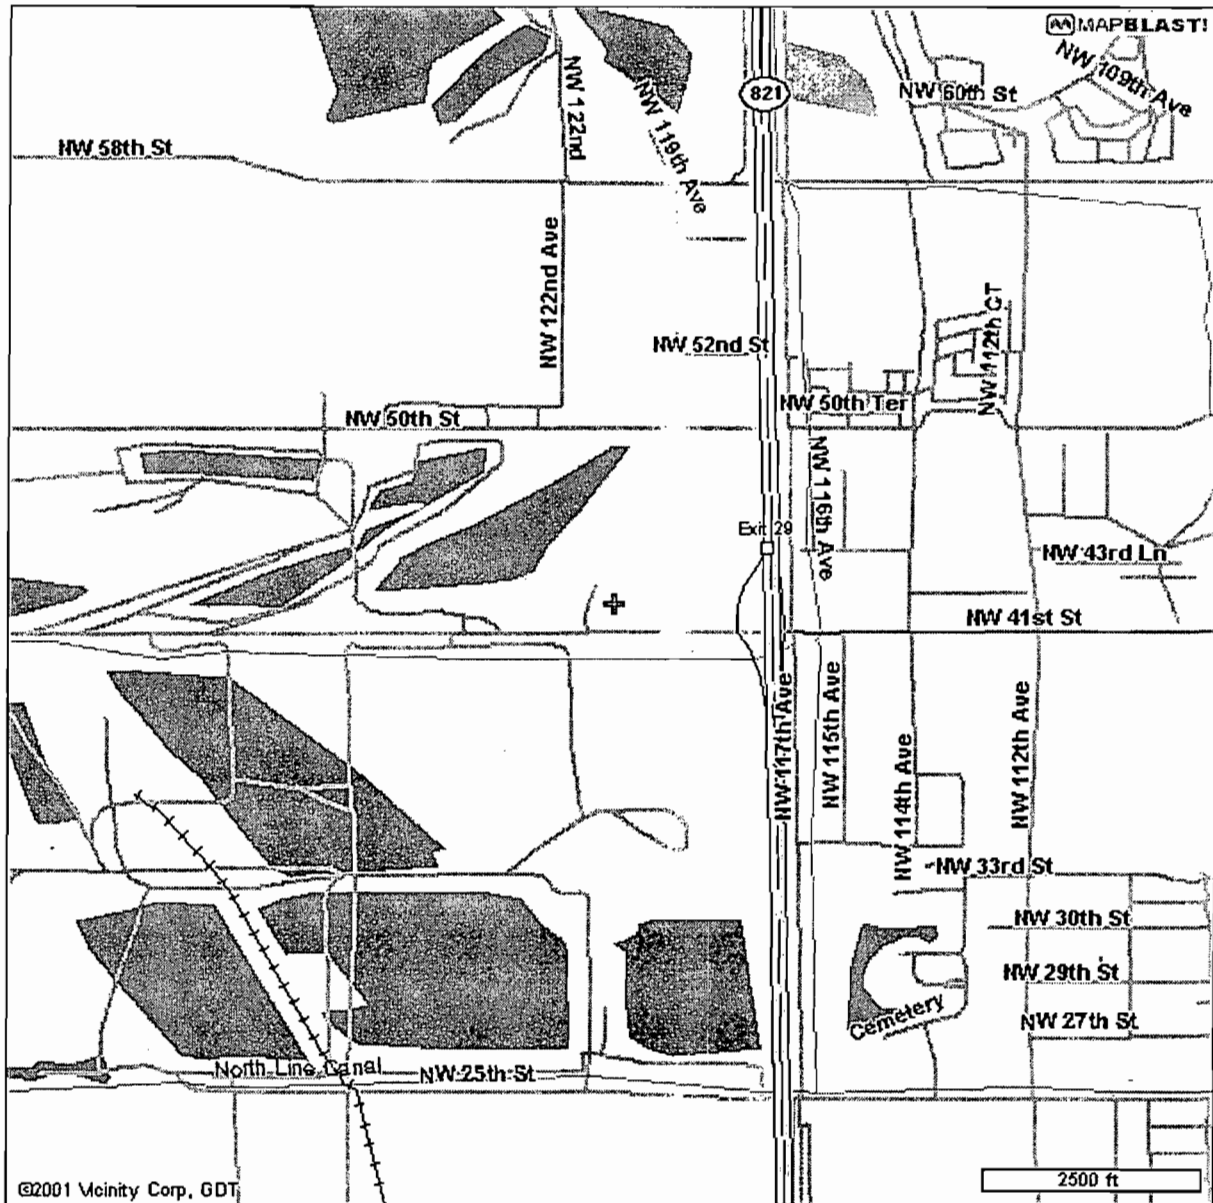 MAPBLAST!
NW 109th Ave
NW 60th St
821
NW 122nd
NW 119th Ave
NW 58th St
NW 122nd Ave
NW 112th CT
NW 52nd St
NW 50th Ter
NW 50th St
NW 116th Ave
Exit 29
NW 43rd Ln
NW 41st St
NW 117th Ave
NW 115th Ave
NW 114th Ave
NW 112th Ave
NW 33rd St
NW 30th St
NW 29th St
Cemetery
NW 27th St
North Line Canal
NW 25th St
©2001 Vicinity Corp, GDT
2500 ft